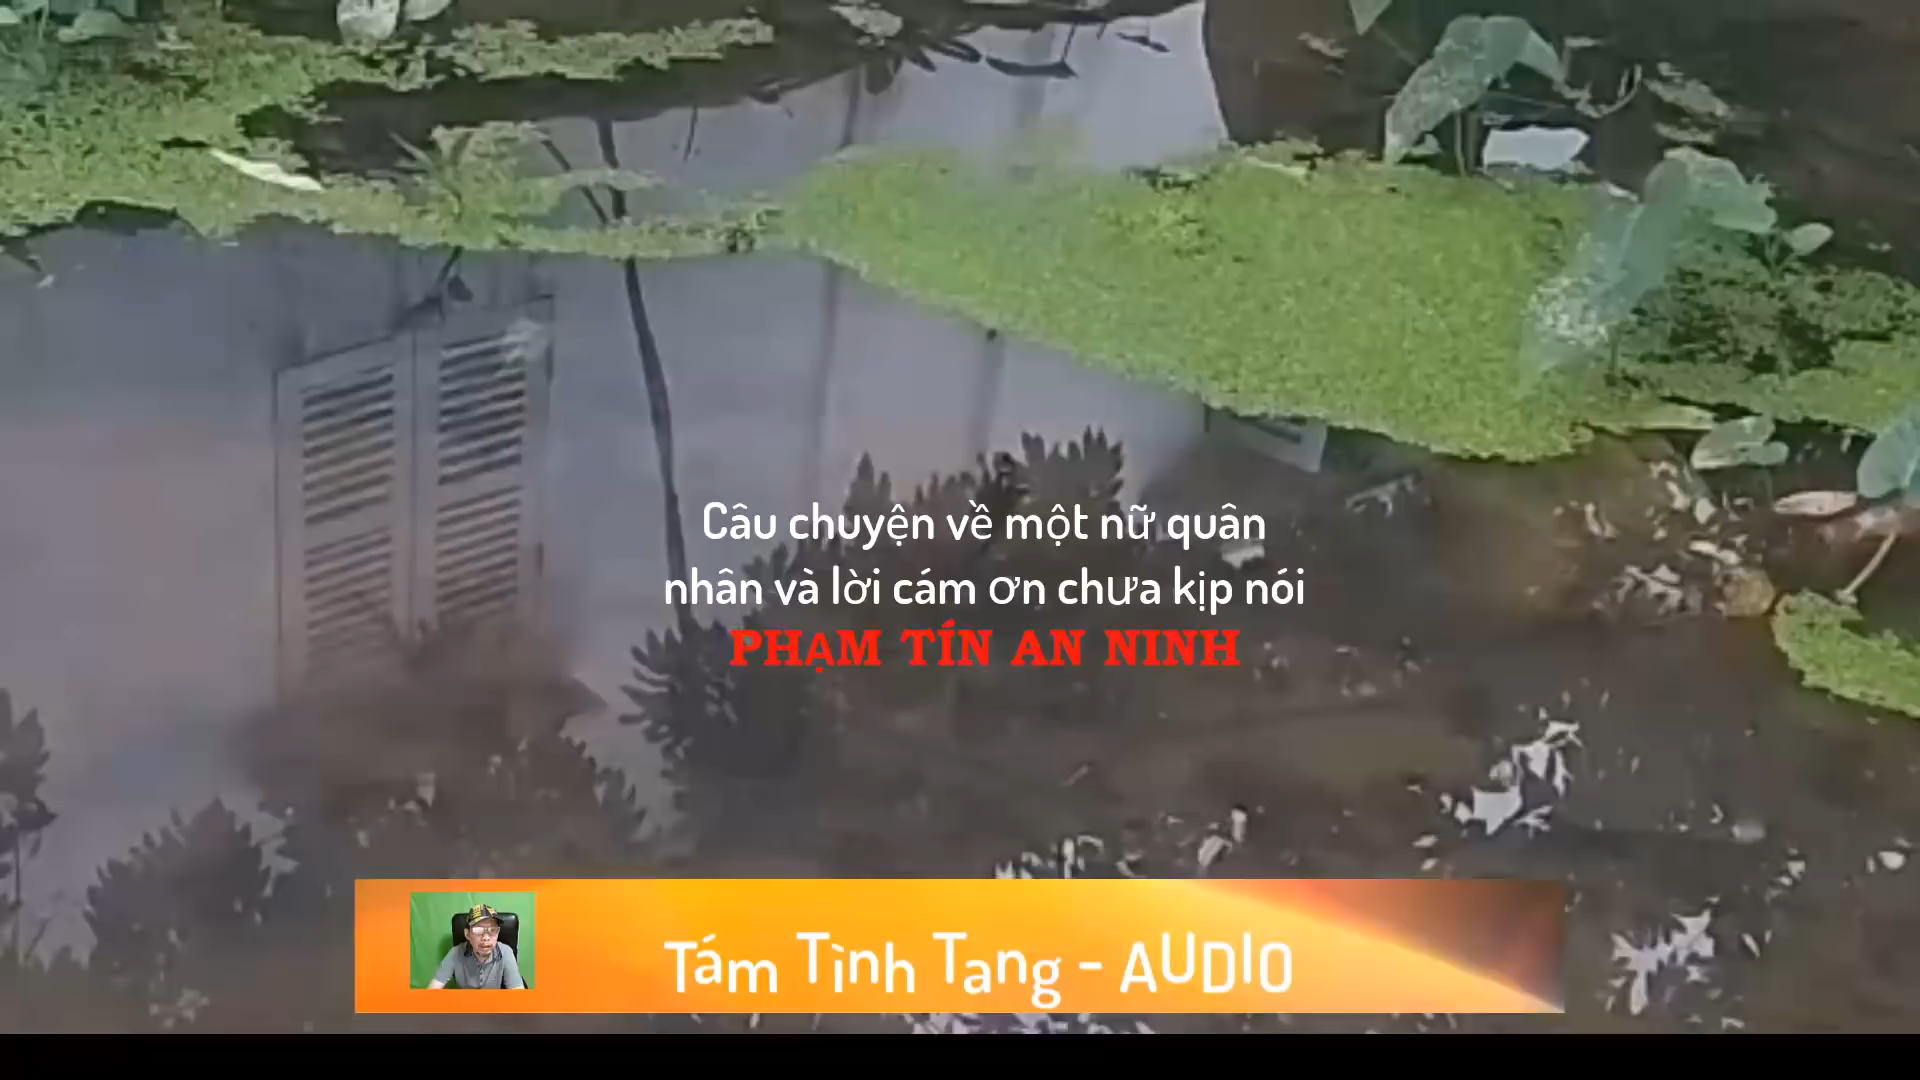 Câu chuyện về một nữ quân
nhân và lời cám ơn chưa kịp nói
PHẠM TÍN AN NINH
Tám Tình Tang - AUDIO